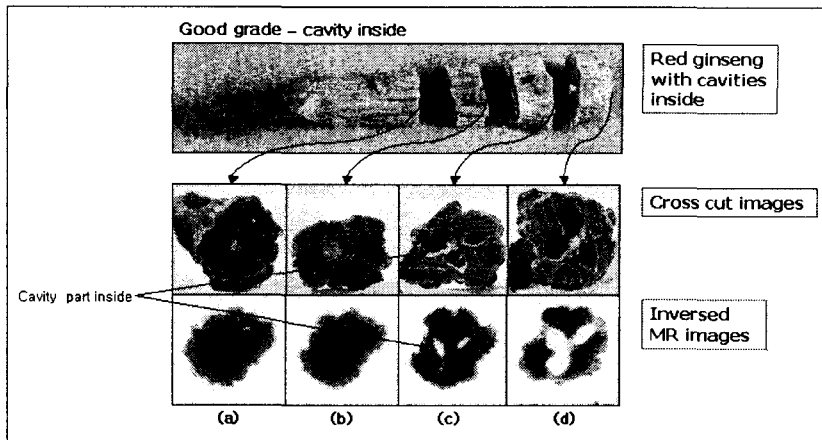 Good grade – cavity inside
Red ginseng
with cavities
inside
Cross cut images
Cavity part inside
Inversed
MR images
(a)
(b)
(c)
(d)